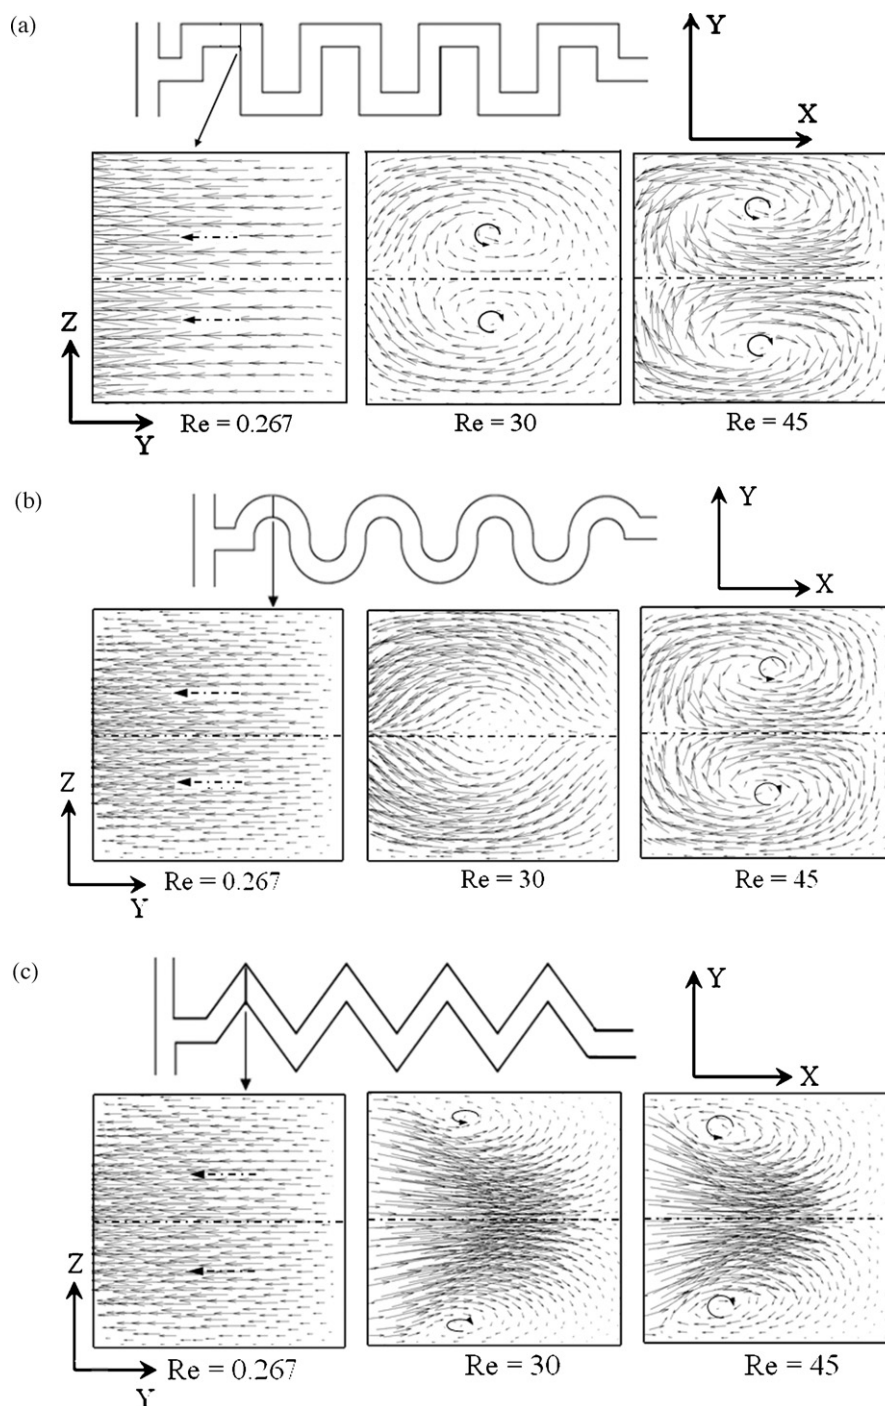 (a)
Y
X
Z
Y
Re = 0.267
Re = 30
Re = 45
(b)
Y
X
Z
Y
Re = 0.267
Re = 30
Re = 45
(c)
Y
X
Z
Y
Re = 0.267
Re = 30
Re = 45